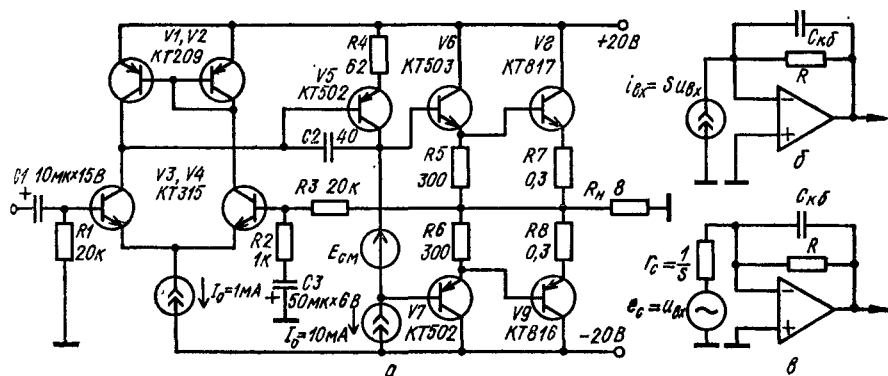 V1, V2
КТ209
R4
62
V5
КТ502
V6
КТ503
V8
КТ817
+20В
C2
40
C1 10мк×15В
V3, V4
КТ315
R3 20к
R5
300
R7
0,3
Rн 8
R1
20к
R2
1к
Eсм
R6
300
R8
0,3
C3
50мк×6В
I₀=1мА
I₀=10мА
V7
КТ502
V9
КТ816
−20В
а
Cкб
R
iвх= Suвх
−
+
б
Cкб
R
rс=1/S
eс=uвх
−
+
в